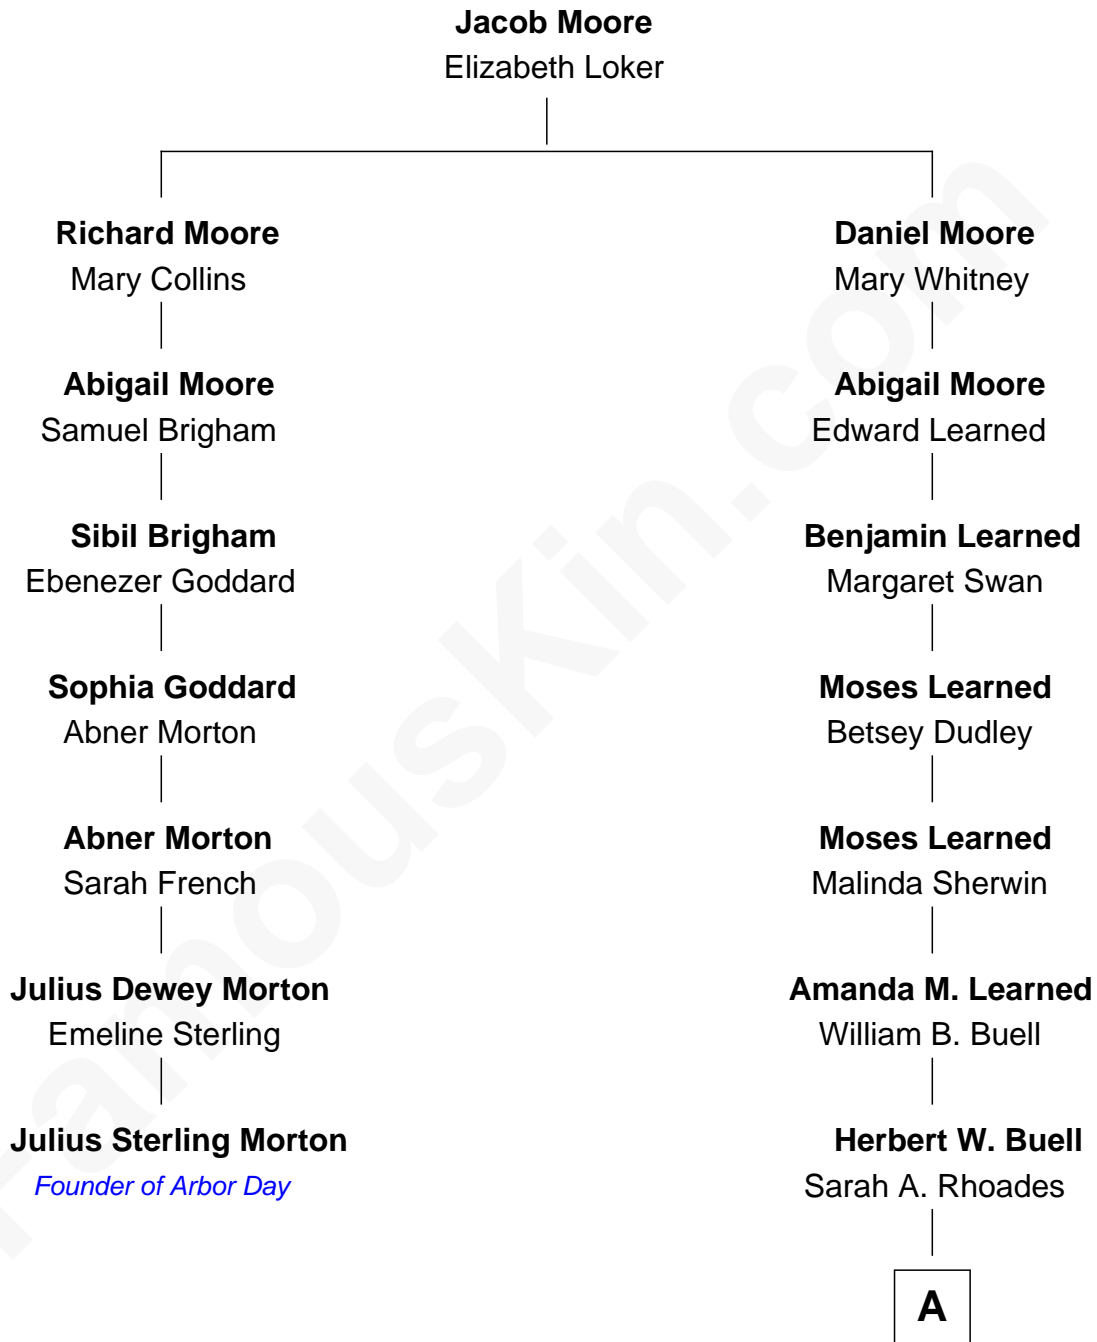 Jacob Moore
Elizabeth Loker
Richard Moore
Mary Collins
Daniel Moore
Mary Whitney
Abigail Moore
Samuel Brigham
Abigail Moore
Edward Learned
Sibil Brigham
Ebenezer Goddard
Benjamin Learned
Margaret Swan
Sophia Goddard
Abner Morton
Moses Learned
Betsey Dudley
Abner Morton
Sarah French
Moses Learned
Malinda Sherwin
Julius Dewey Morton
Emeline Sterling
Amanda M. Learned
William B. Buell
Julius Sterling Morton
Founder of Arbor Day
Herbert W. Buell
Sarah A. Rhoades
A
FamousKin.com